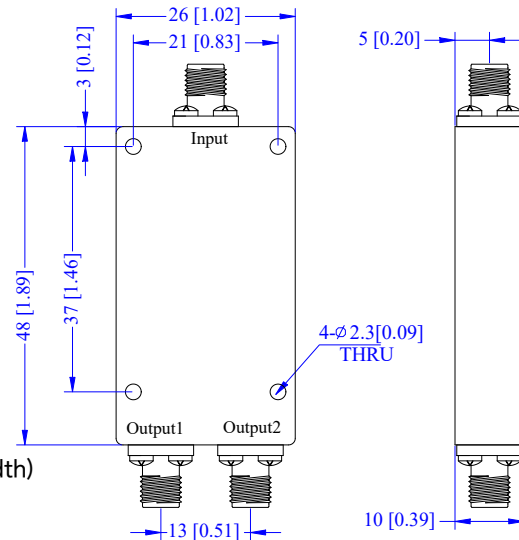 26 [1.02]
21 [0.83]
5 [0.20]
3 [0.12]
Input
48 [1.89]
37 [1.46]
4-⌀2.3[0.09]
THRU
Output1
Output2
dth)
13 [0.51]
10 [0.39]